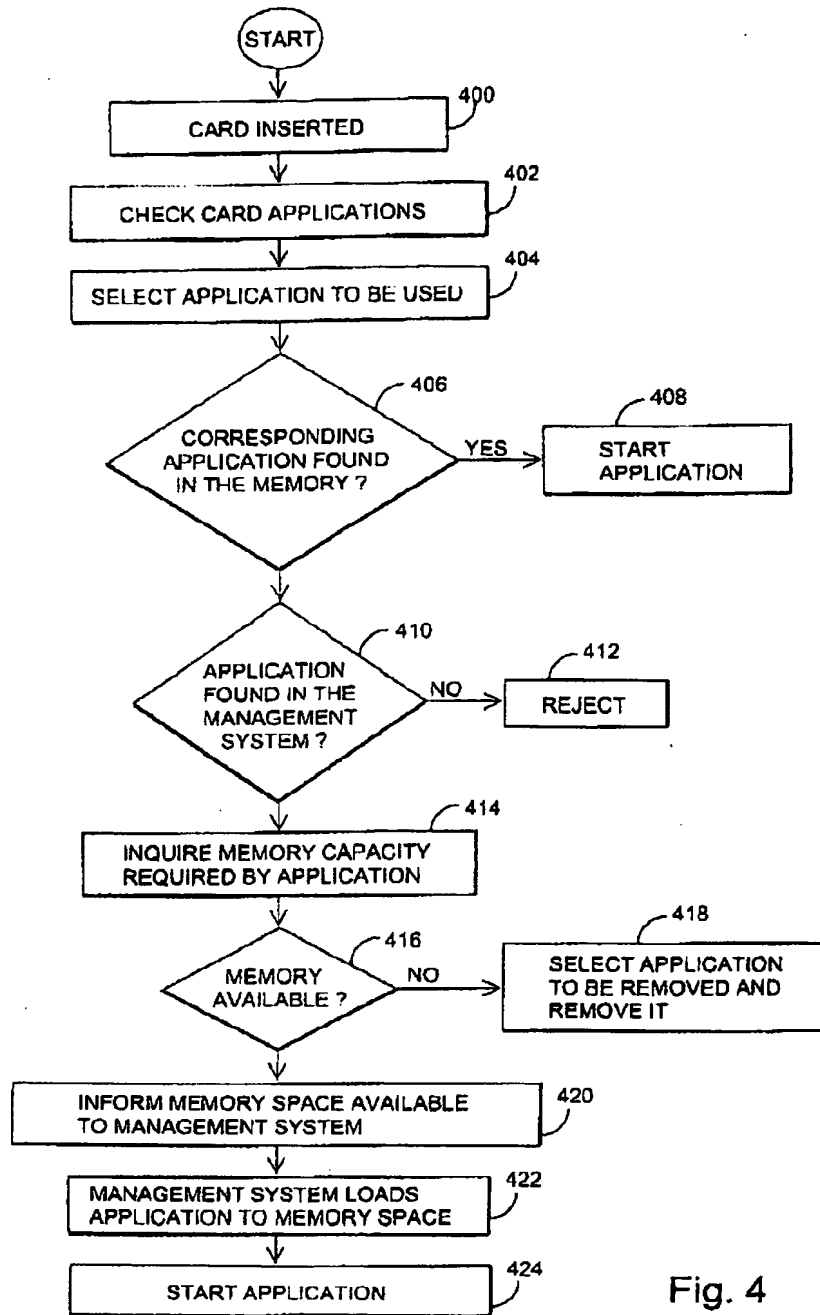 START
400
CARD INSERTED
402
CHECK CARD APPLICATIONS
404
SELECT APPLICATION TO BE USED
406
CORRESPONDING
APPLICATION FOUND
IN THE MEMORY ?
YES
408
START
APPLICATION
410
APPLICATION
FOUND IN THE
MANAGEMENT
SYSTEM ?
NO
412
REJECT
414
INQUIRE MEMORY CAPACITY
REQUIRED BY APPLICATION
416
MEMORY
AVAILABLE ?
NO
418
SELECT APPLICATION
TO BE REMOVED AND
REMOVE IT
INFORM MEMORY SPACE AVAILABLE
TO MANAGEMENT SYSTEM
420
MANAGEMENT SYSTEM LOADS
APPLICATION TO MEMORY SPACE
422
START APPLICATION
424
Fig. 4